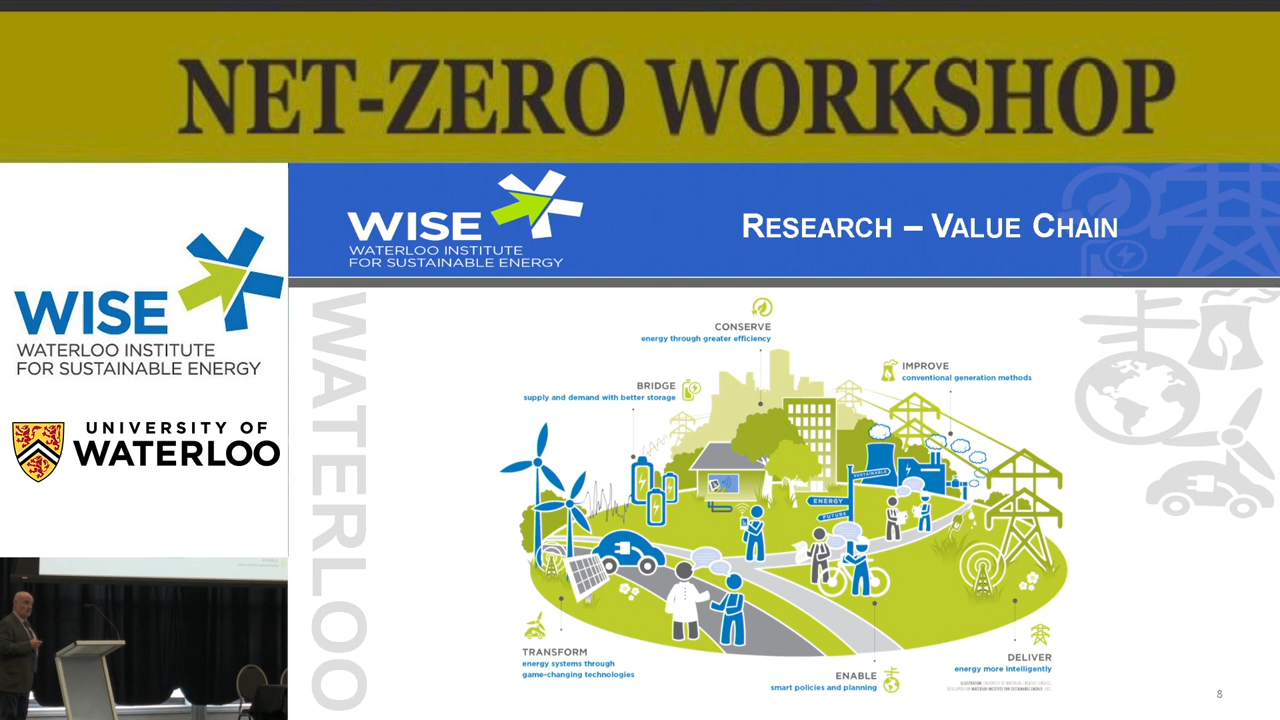 NET-ZERO WORKSHOP
WISE
WATERLOO INSTITUTE
FOR SUSTAINABLE ENERGY
UNIVERSITY OF
WATERLOO
WISE
WATERLOO INSTITUTE
FOR SUSTAINABLE ENERGY
RESEARCH – VALUE CHAIN
WATERLOO
CONSERVE
energy through greater efficiency
IMPROVE
conventional generation methods
BRIDGE
supply and demand with better storage
SUSTAINABLE
ENERGY
FUTURE
TRANSFORM
energy systems through
game-changing technologies
ENABLE
smart policies and planning
DELIVER
energy more intelligently
8